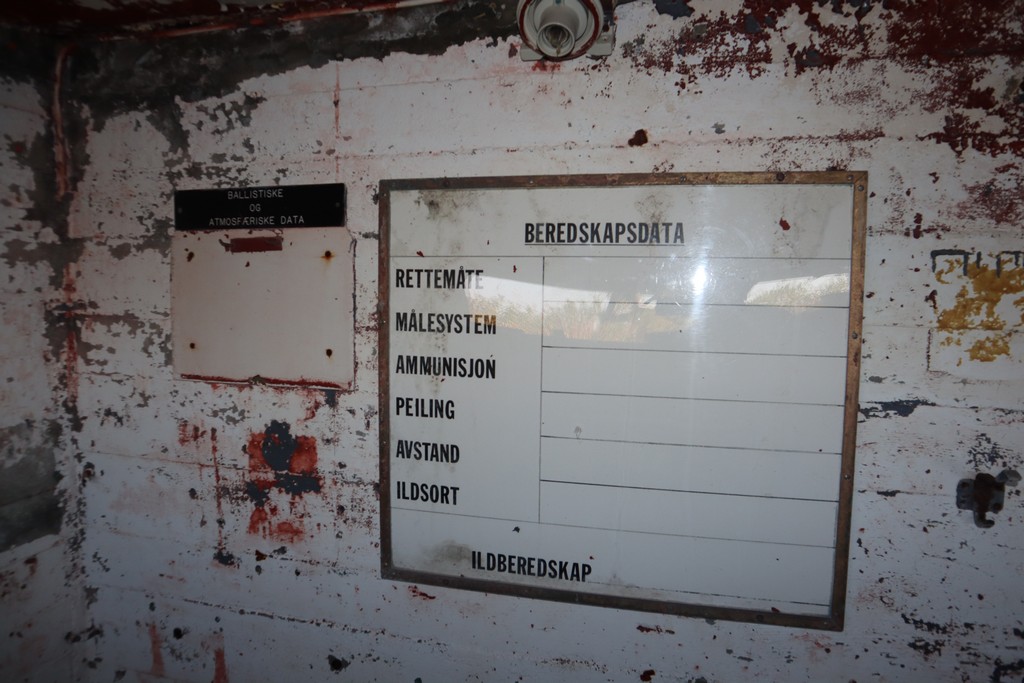 BALLISTISKE
OG
ATMOSFÆRISKE DATA
BEREDSKAPSDATA
RETTEMÅTE
MÅLESYSTEM
AMMUNISJON
PEILING
AVSTAND
ILDSORT
ILDBEREDSKAP